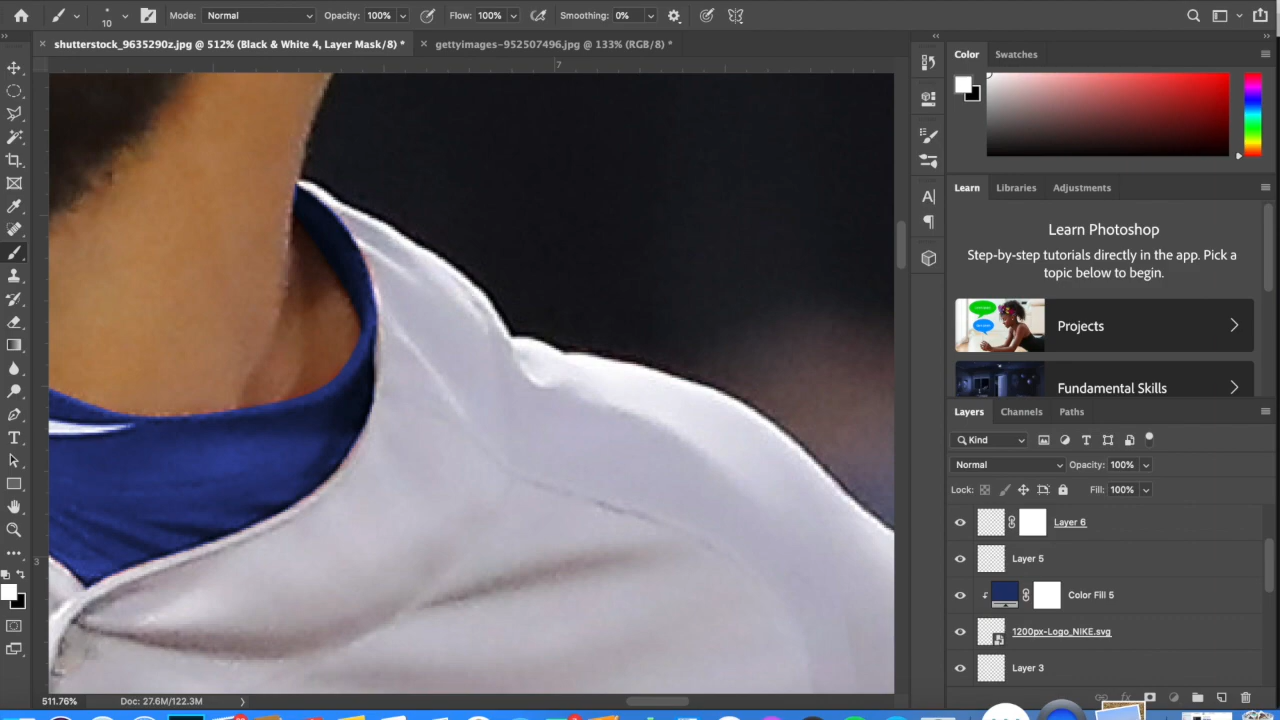 10
Mode: Normal
Opacity: 100%
Flow: 100%
Smoothing: 0%
shutterstock_9635290z.jpg @ 512% (Black & White 4, Layer Mask/8) *
gettyimages-952507496.jpg @ 133% (RGB/8) *
7
3
Color
Swatches
Learn
Libraries
Adjustments
Learn Photoshop
Step-by-step tutorials directly in the app. Pick a
topic below to begin.
Projects
Fundamental Skills
Layers
Channels
Paths
Kind
Normal
Opacity: 100%
Lock:
Fill: 100%
Layer 6
Layer 5
Color Fill 5
1200px-Logo_NIKE.svg
Layer 3
511.76%
Doc: 27.6M/122.3M